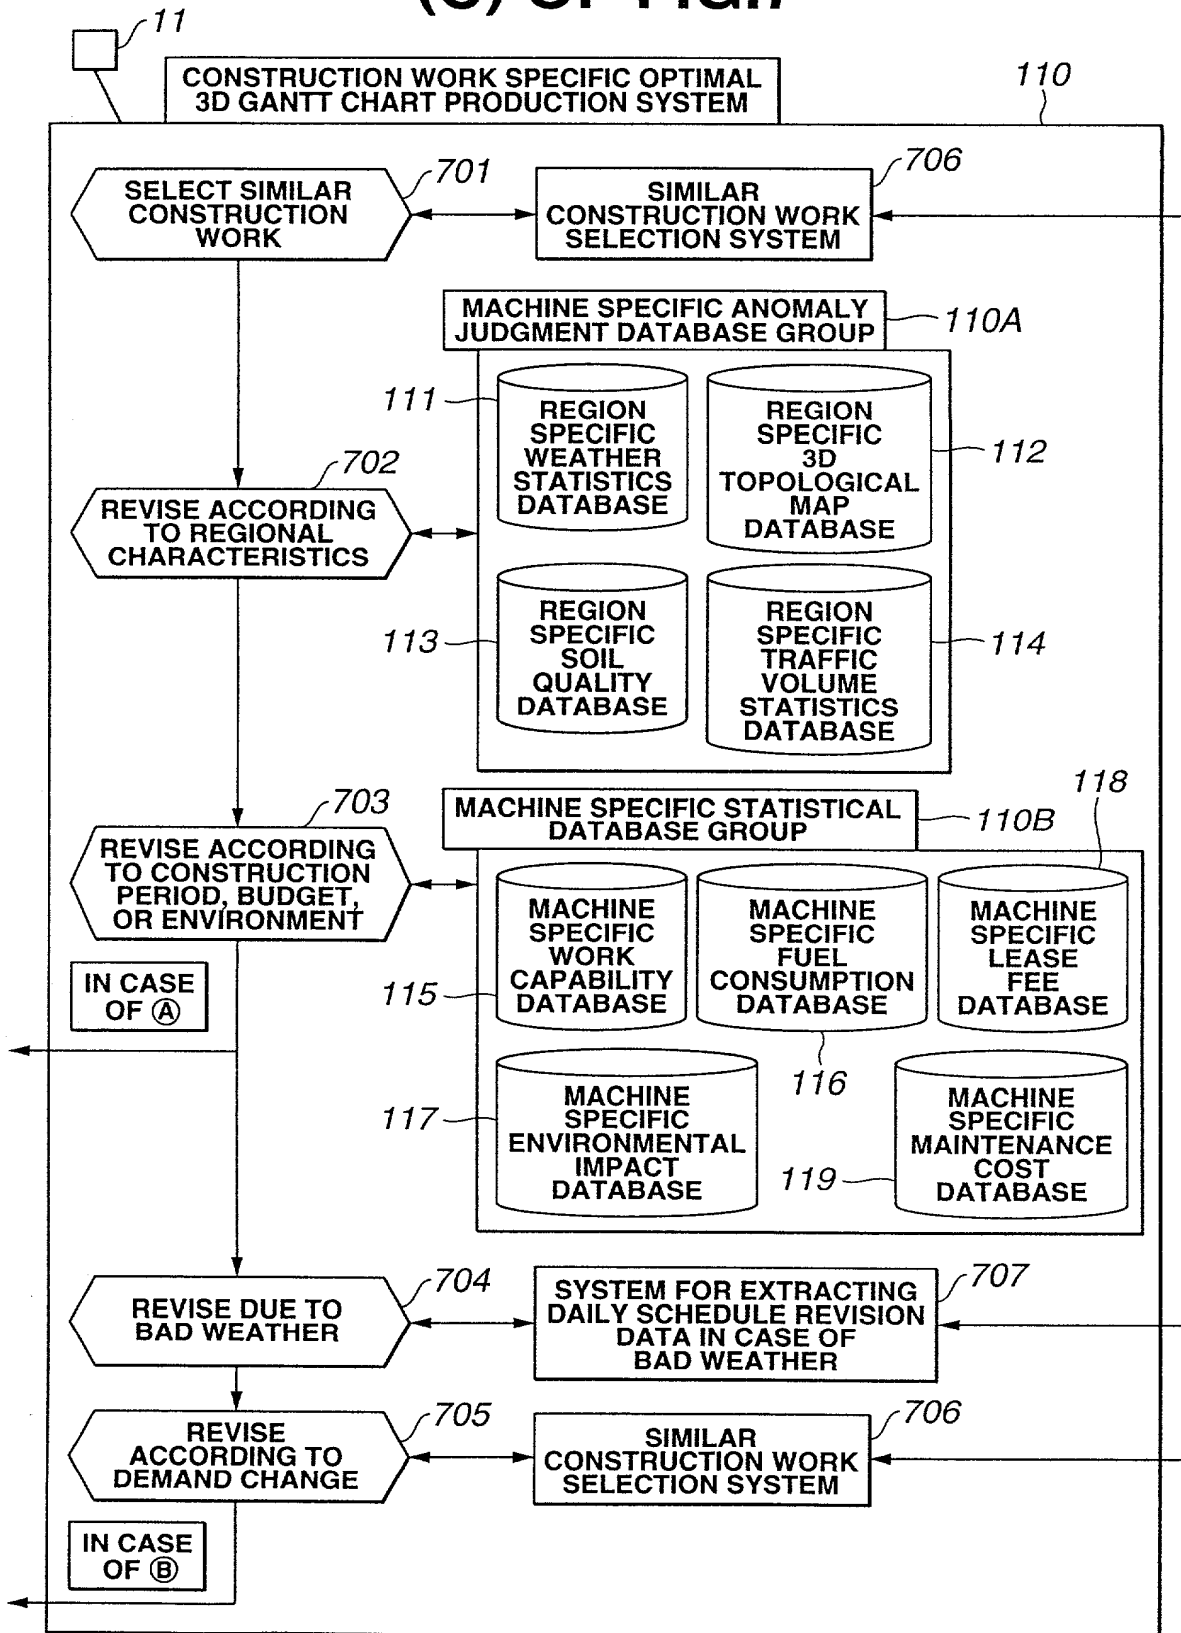 (C) OF FIG.7
11
CONSTRUCTION WORK SPECIFIC OPTIMAL
3D GANTT CHART PRODUCTION SYSTEM
110
SELECT SIMILAR
CONSTRUCTION
WORK
701
SIMILAR
CONSTRUCTION WORK
SELECTION SYSTEM
706
MACHINE SPECIFIC ANOMALY
JUDGMENT DATABASE GROUP
110A
111
REGION
SPECIFIC
WEATHER
STATISTICS
DATABASE
REGION
SPECIFIC
3D
TOPOLOGICAL
MAP
DATABASE
112
702
REVISE ACCORDING
TO REGIONAL
CHARACTERISTICS
113
REGION
SPECIFIC
SOIL
QUALITY
DATABASE
REGION
SPECIFIC
TRAFFIC
VOLUME
STATISTICS
DATABASE
114
703
REVISE ACCORDING
TO CONSTRUCTION
PERIOD, BUDGET,
OR ENVIRONMENT
MACHINE SPECIFIC STATISTICAL
DATABASE GROUP
110B
118
IN CASE
OF Ⓐ
115
MACHINE
SPECIFIC
WORK
CAPABILITY
DATABASE
MACHINE
SPECIFIC
FUEL
CONSUMPTION
DATABASE
116
MACHINE
SPECIFIC
LEASE
FEE
DATABASE
117
MACHINE
SPECIFIC
ENVIRONMENTAL
IMPACT
DATABASE
119
MACHINE
SPECIFIC
MAINTENANCE
COST
DATABASE
REVISE DUE TO
BAD WEATHER
704
SYSTEM FOR EXTRACTING
DAILY SCHEDULE REVISION
DATA IN CASE OF
BAD WEATHER
707
REVISE
ACCORDING TO
DEMAND CHANGE
705
SIMILAR
CONSTRUCTION WORK
SELECTION SYSTEM
706
IN CASE
OF Ⓑ